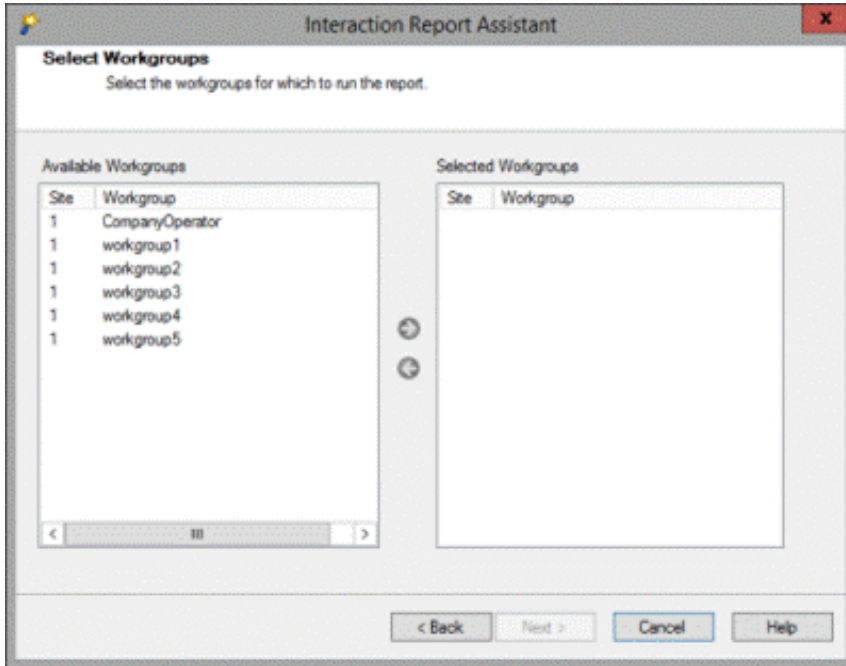 Interaction Report Assistant
x
Select Workgroups
Select the workgroups for which to run the report.
Available Workgroups
Selected Workgroups
Site Workgroup
Site Workgroup
1 CompanyOperator
1 workgroup1
1 workgroup2
1 workgroup3
1 workgroup4
1 workgroup5
< Back Next > Cancel Help